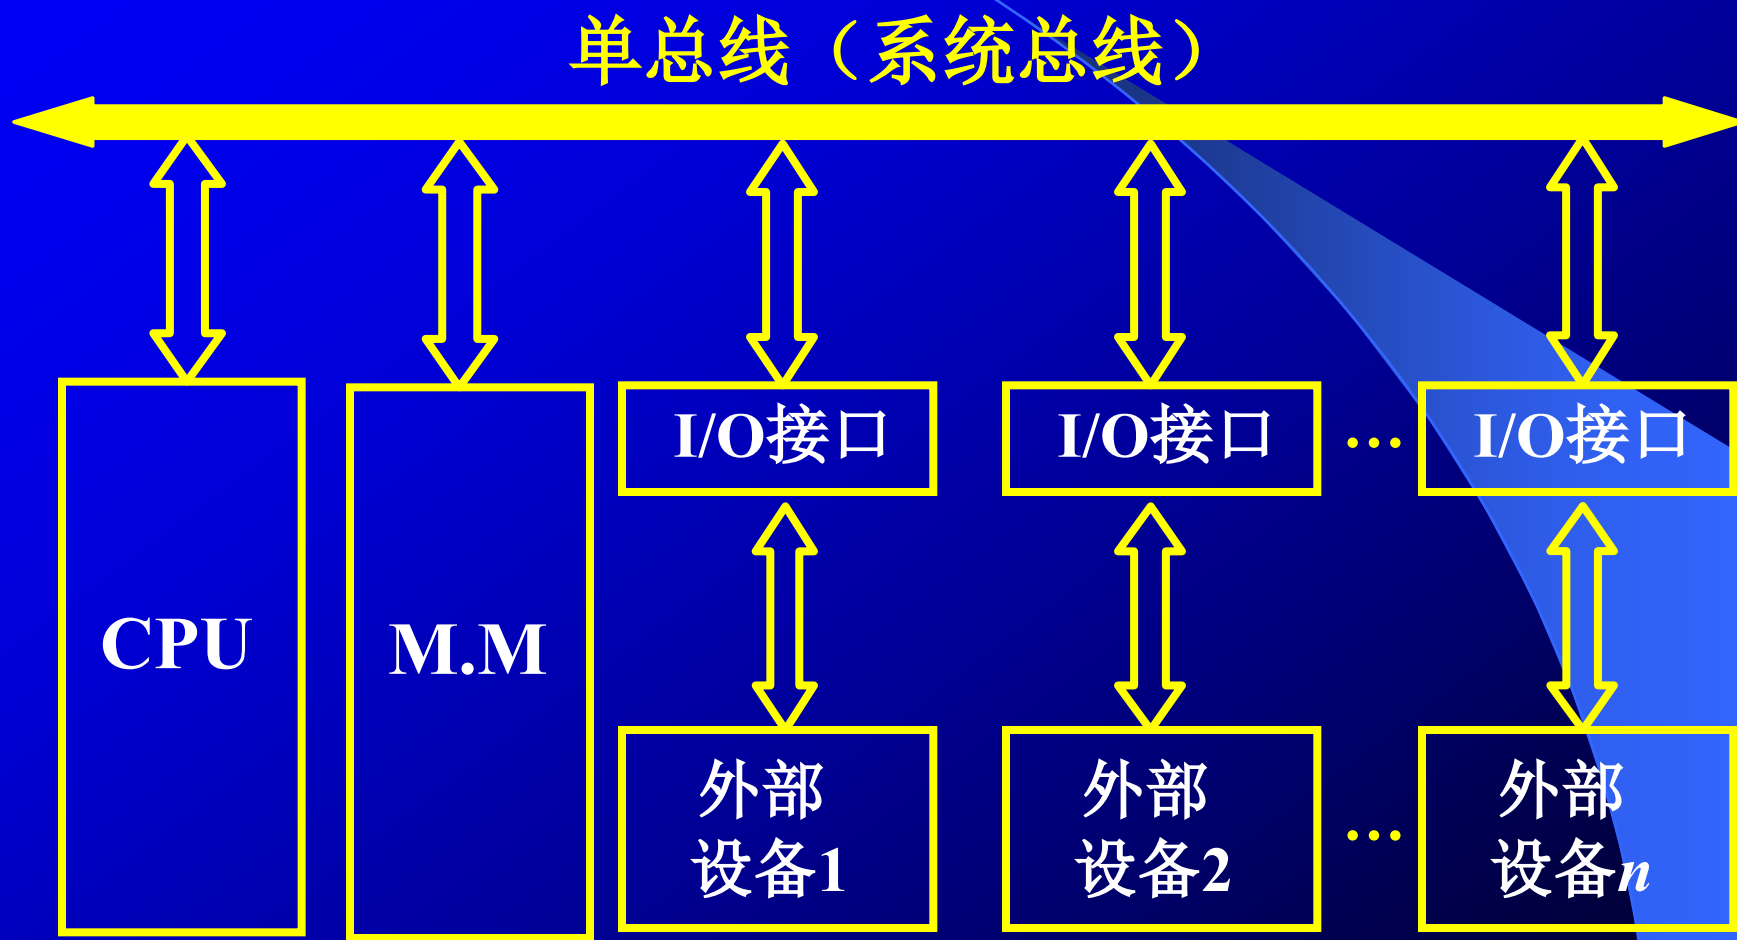 单总线（系统总线）
I/O接口
I/O接口
…
I/O接口
CPU
M.M
外部
设备1
外部
设备2
…
外部
设备n